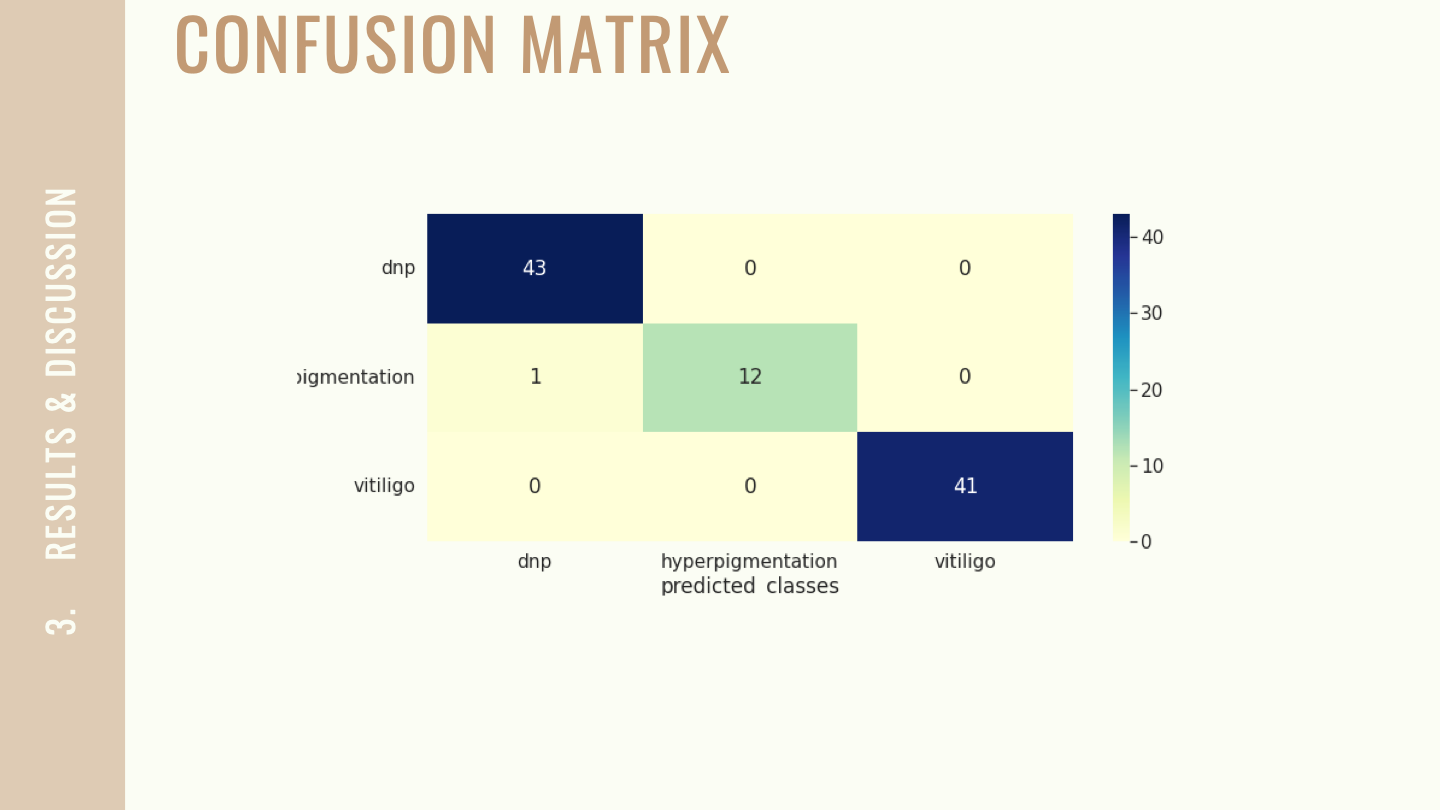 CONFUSION MATRIX
3. RESULTS & DISCUSSION
dnp 43 0 0
pigmentation 1 12 0
vitiligo 0 0 41
dnp hyperpigmentation vitiligo
predicted classes
40
30
20
10
0